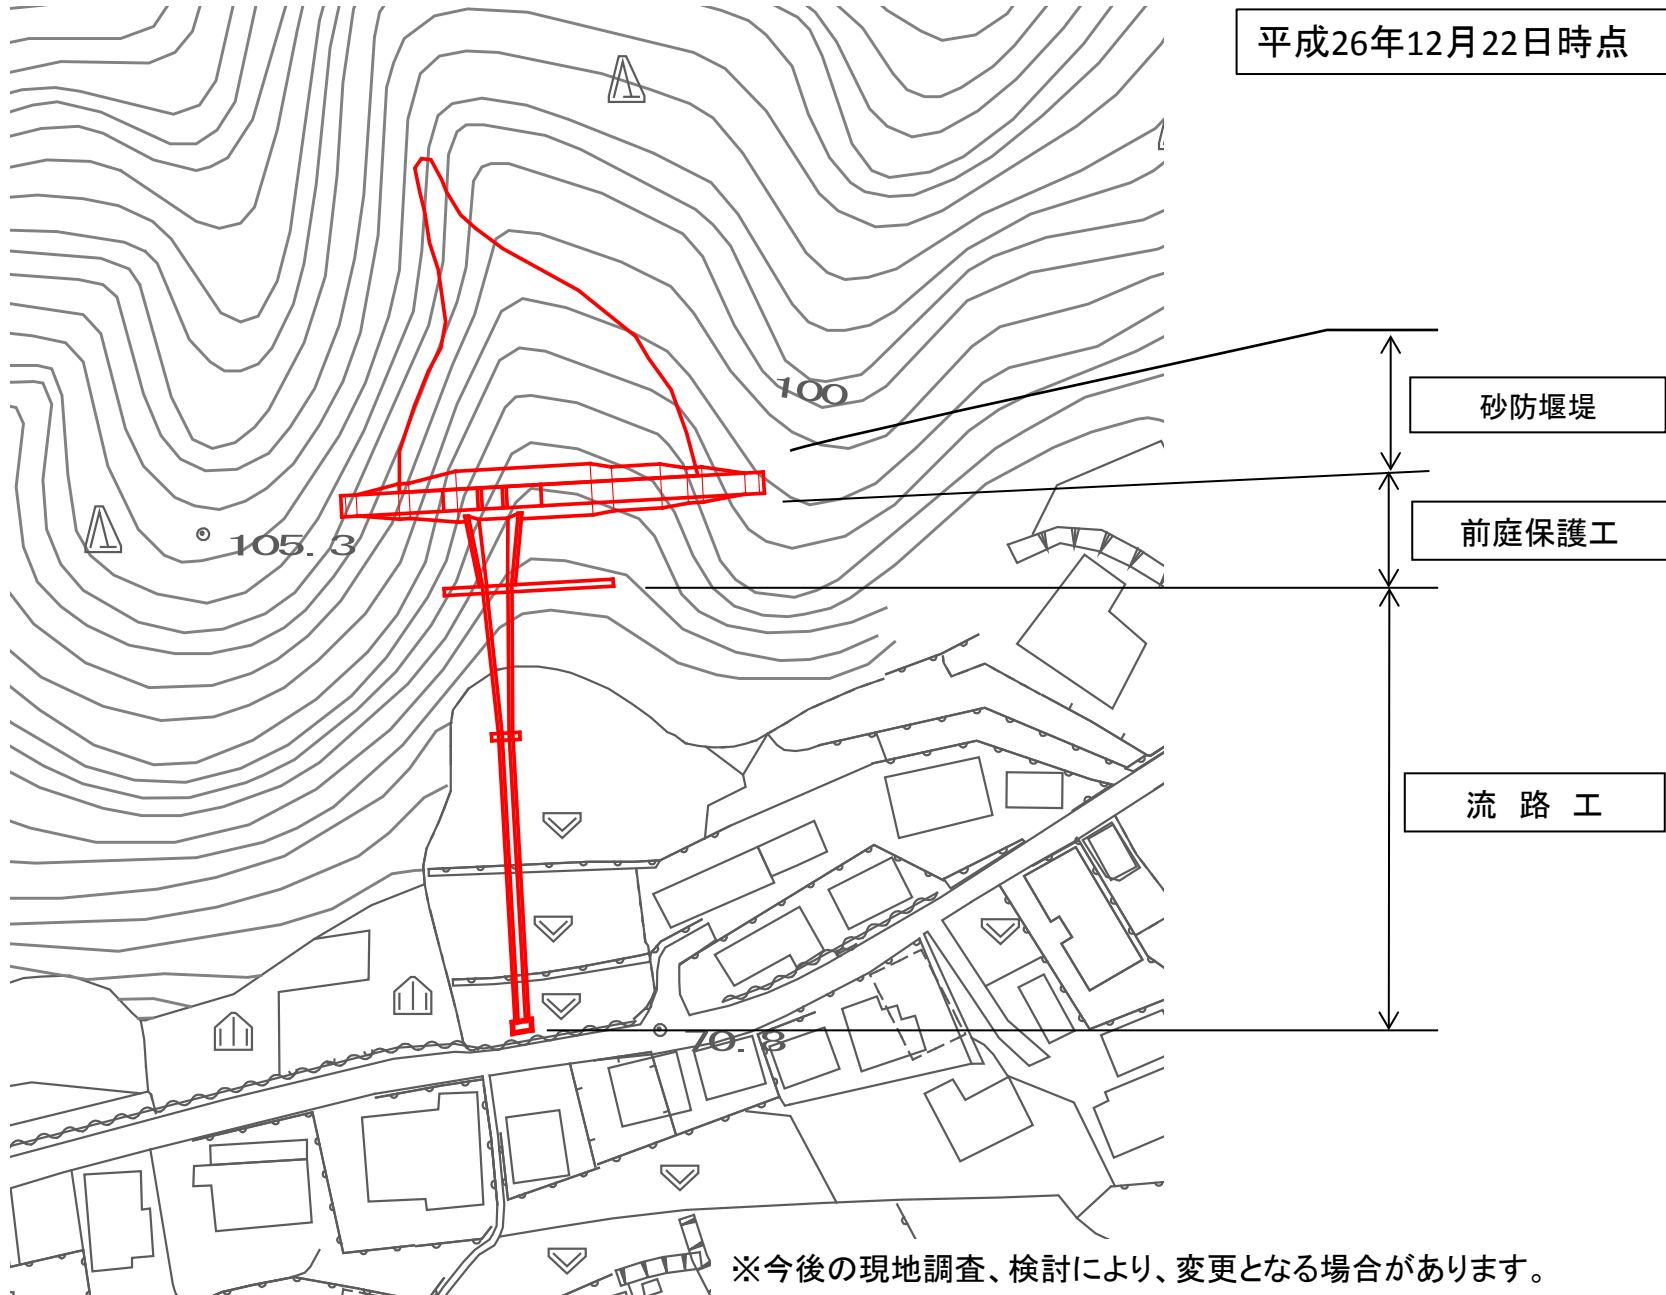 平成26年12月22日時点
100
砂防堰堤
105.3
前庭保護工
流 路 工
70.8
※今後の現地調査、検討により、変更となる場合があります。